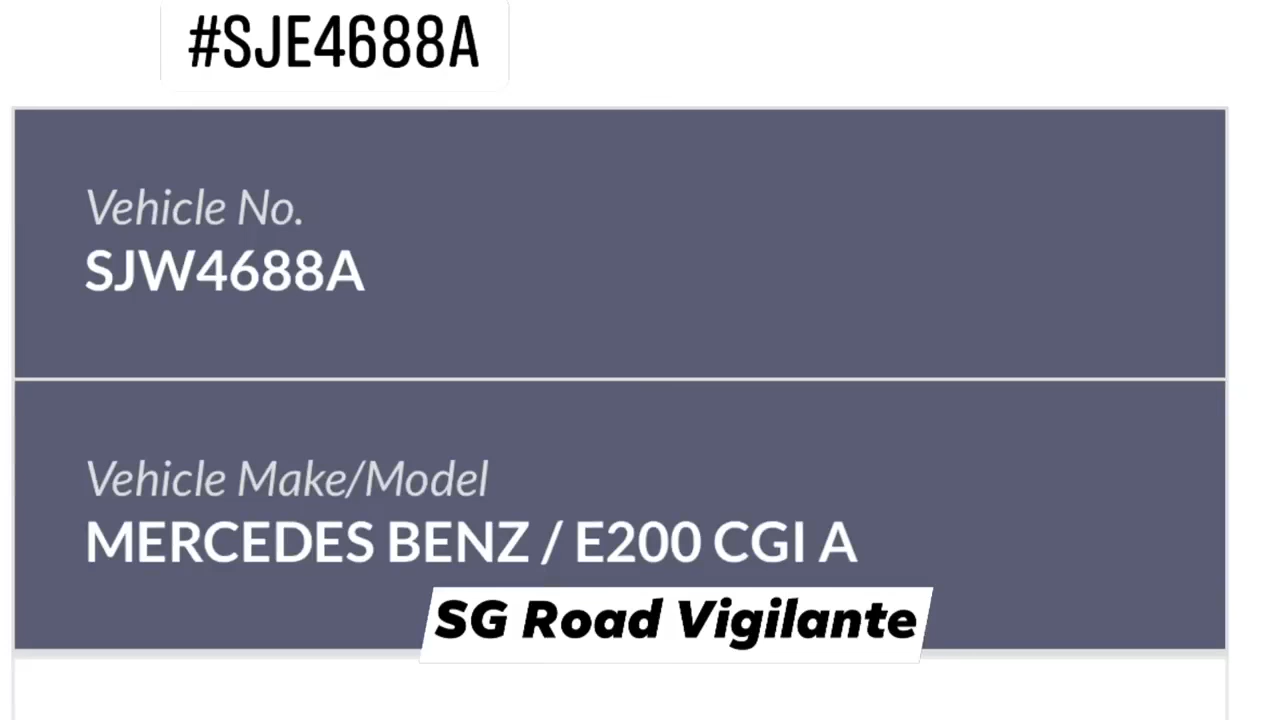 #SJE4688A
Vehicle No.
SJW4688A
Vehicle Make/Model
MERCEDES BENZ / E200 CGI A
SG Road Vigilante